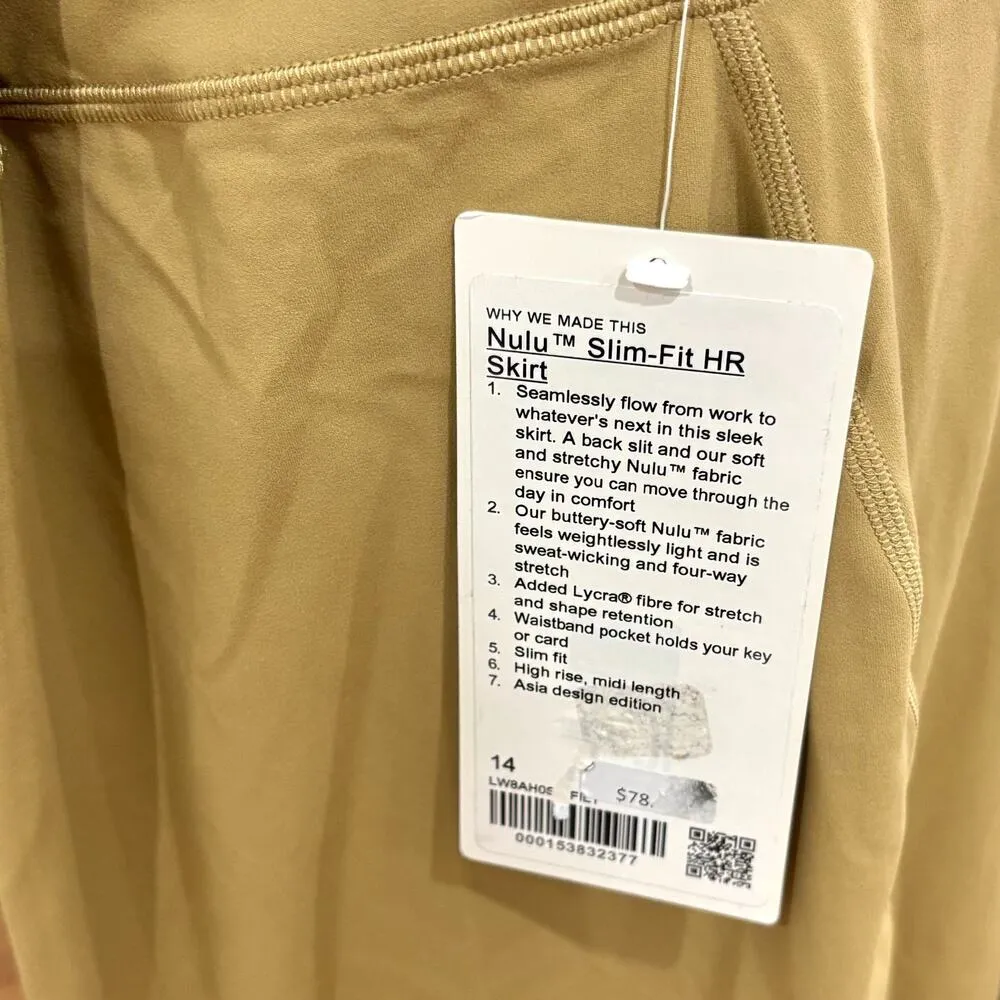 WHY WE MADE THIS
Nulu™ Slim-Fit HR
Skirt
1. Seamlessly flow from work to
whatever's next in this sleek
skirt. A back slit and our soft
and stretchy Nulu™ fabric
ensure you can move through the
day in comfort
2. Our buttery-soft Nulu™ fabric
feels weightlessly light and is
sweat-wicking and four-way
stretch
3. Added Lycra® fibre for stretch
and shape retention
4. Waistband pocket holds your key
or card
5. Slim fit
6. High rise, midi length
7. Asia design edition
14
$78.
000153832377